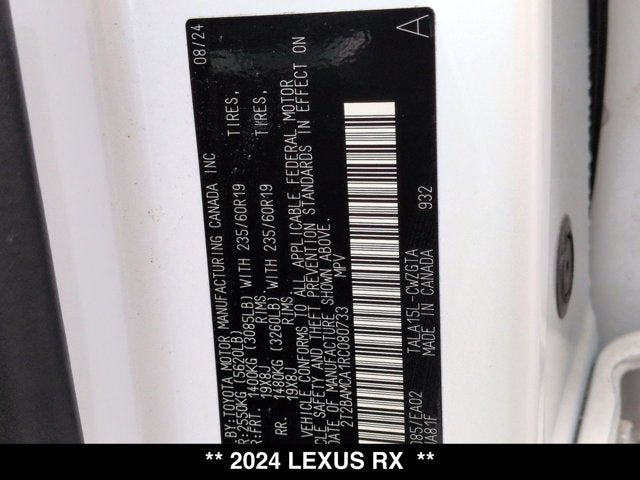 BY:TOYOTA MOTOR MANUFACTURING CANADA INC 08/24
2550KG (5620LB)
FRT. 1400KG (3085LB) WITH 235/60R19 TIRES,
19X8J RIMS,
RR. 1480KG (3260LB) WITH 235/60R19 TIRES,
19X8J RIMS.
VEHICLE CONFORMS TO ALL APPLICABLE FEDERAL MOTOR
SAFETY AND THEFT PREVENTION STANDARDS IN EFFECT ON
DATE OF MANUFACTURE SHOWN ABOVE.
2T2BAMCA1RC080733 MPV A
TALA15L-CWZGTA
MADE IN CANADA 932
** 2024 LEXUS RX **